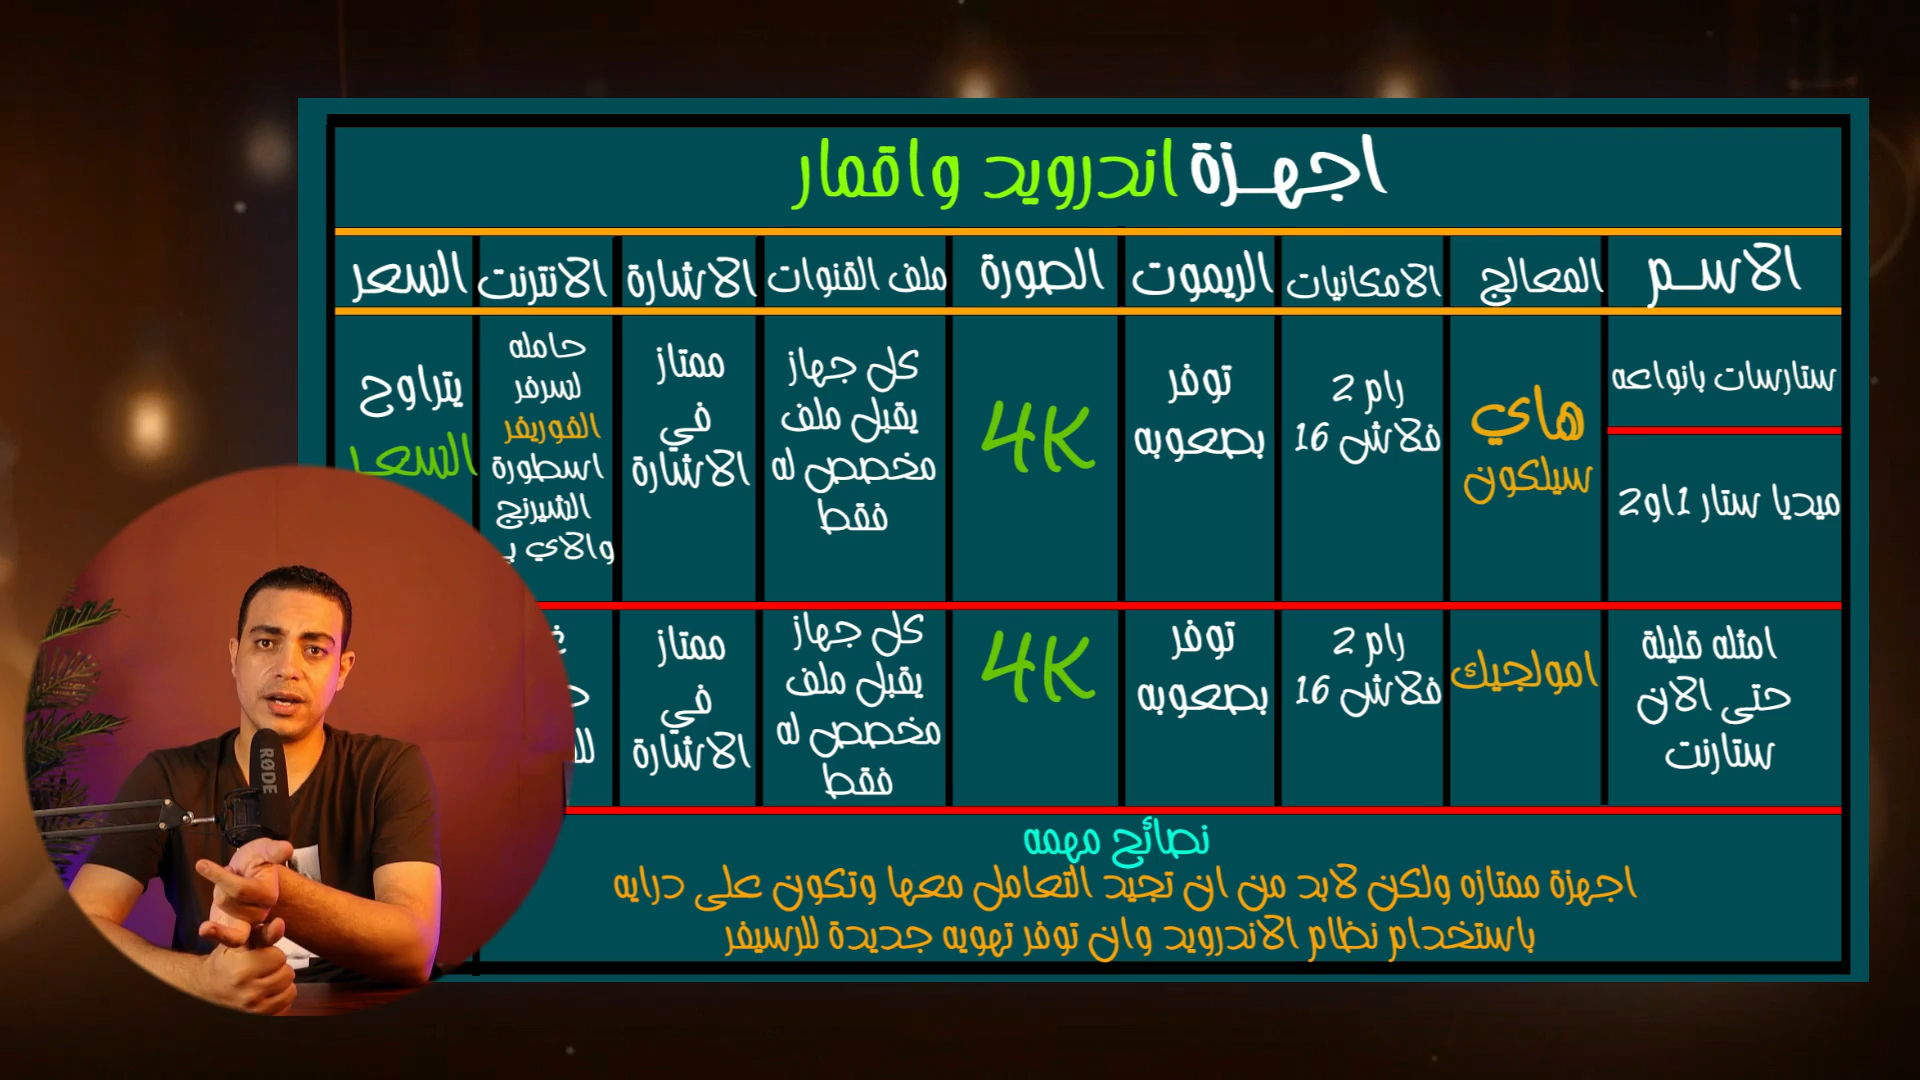 اجهـزة اندرويد واقمار
الاسـم
المعالج
الامكانيات
الريموت
الصورة
ملف القنوات
الاشارة
الانترنت
السعر
ستارسات بانواعه
ميديا ستار 1او2
هاي
سيلكون
رام 2
فلاش 16
توفر
بصعوبه
4K
كل جهاز
يقبل ملف
مخصص له
فقط
ممتاز
في
الاشارة
حامله
لسرفر
الفوريفر
اسطورة
الشيرنج
والاي
يتراوح
السعر
امثله قليلة
حتى الان
ستارنت
امولجيك
رام 2
فلاش 16
توفر
بصعوبه
4K
كل جهاز
يقبل ملف
مخصص له
فقط
ممتاز
في
الاشارة
نصائح مهمه
اجهزة ممتازه ولكن لابد من ان تجيد التعامل معها وتكون على درايه
باستخدام نظام الاندرويد وان توفر تهويه جديدة للرسيفر
RØDE